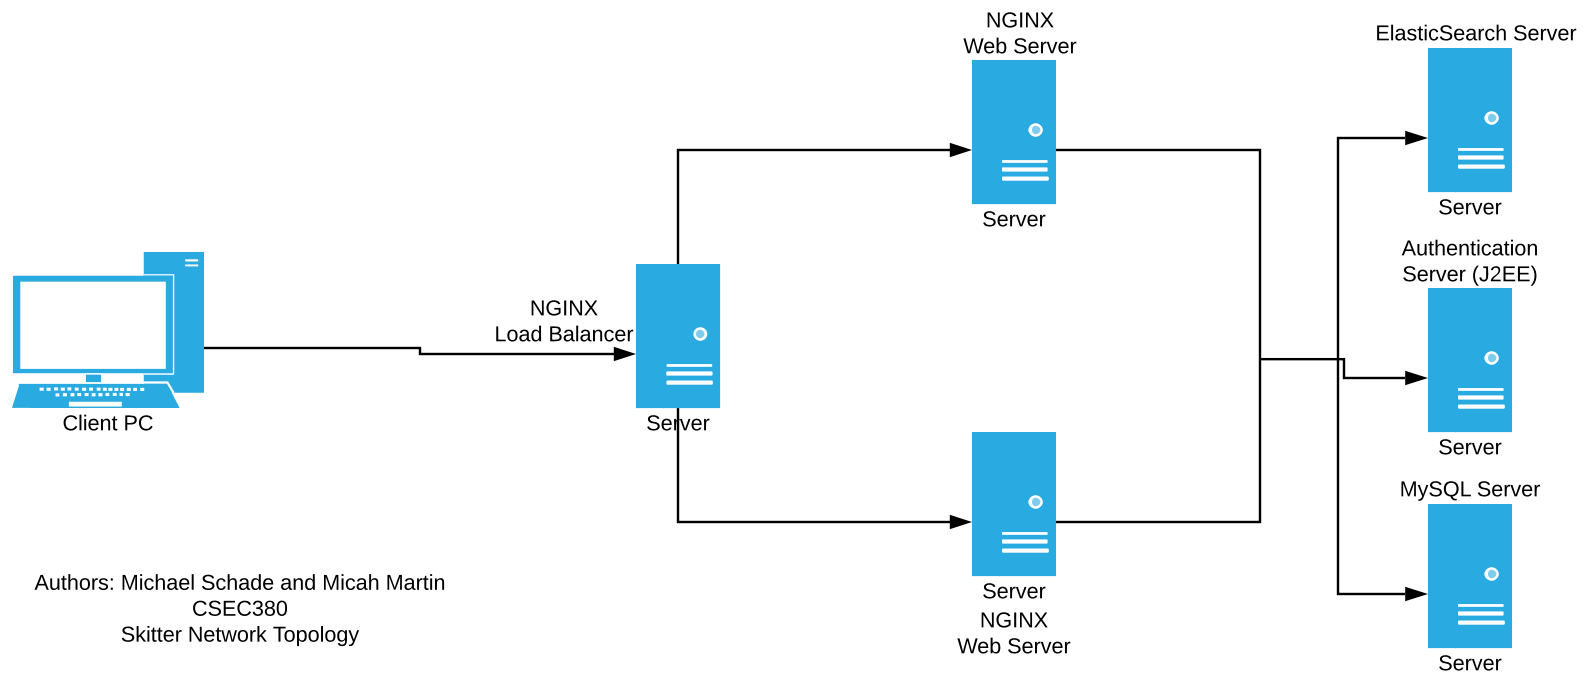 NGINX
Web Server
Server
ElasticSearch Server
Server
Authentication
Server (J2EE)
Server
NGINX
Load Balancer
Server
Client PC
MySQL Server
Server
Server
NGINX
Web Server
Authors: Michael Schade and Micah Martin
CSEC380
Skitter Network Topology